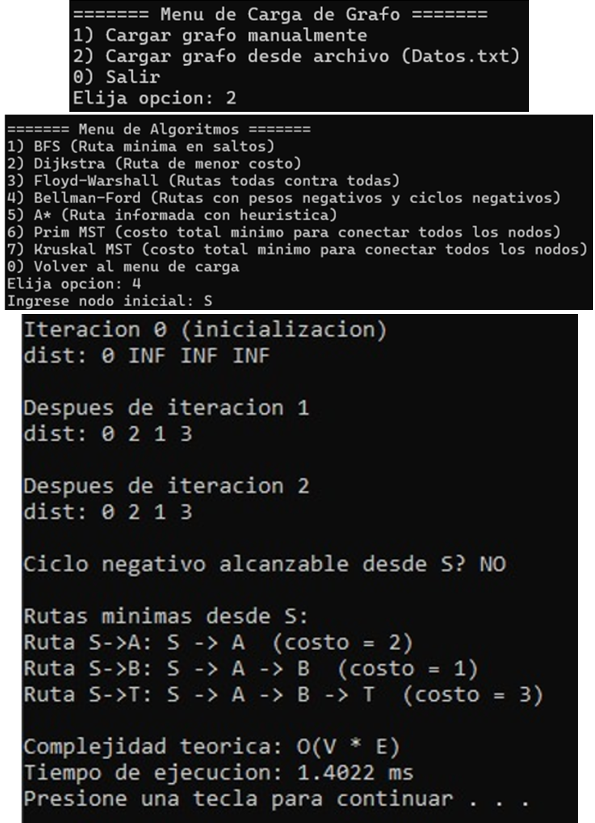 ======= Menu de Carga de Grafo =======
1) Cargar grafo manualmente
2) Cargar grafo desde archivo (Datos.txt)
0) Salir
Elija opcion: 2
======= Menu de Algoritmos =======
1) BFS (Ruta minima en saltos)
2) Dijkstra (Ruta de menor costo)
3) Floyd-Warshall (Rutas todas contra todas)
4) Bellman-Ford (Rutas con pesos negativos y ciclos negativos)
5) A* (Ruta informada con heuristica)
6) Prim MST (costo total minimo para conectar todos los nodos)
7) Kruskal MST (costo total minimo para conectar todos los nodos)
0) Volver al menu de carga
Elija opcion: 4
Ingrese nodo inicial: S
Iteracion 0 (inicializacion)
dist: 0 INF INF INF
Despues de iteracion 1
dist: 0 2 1 3
Despues de iteracion 2
dist: 0 2 1 3
Ciclo negativo alcanzable desde S? NO
Rutas minimas desde S:
Ruta S->A: S -> A  (costo = 2)
Ruta S->B: S -> A -> B  (costo = 1)
Ruta S->T: S -> A -> B -> T  (costo = 3)
Complejidad teorica: O(V * E)
Tiempo de ejecucion: 1.4022 ms
Presione una tecla para continuar . . .